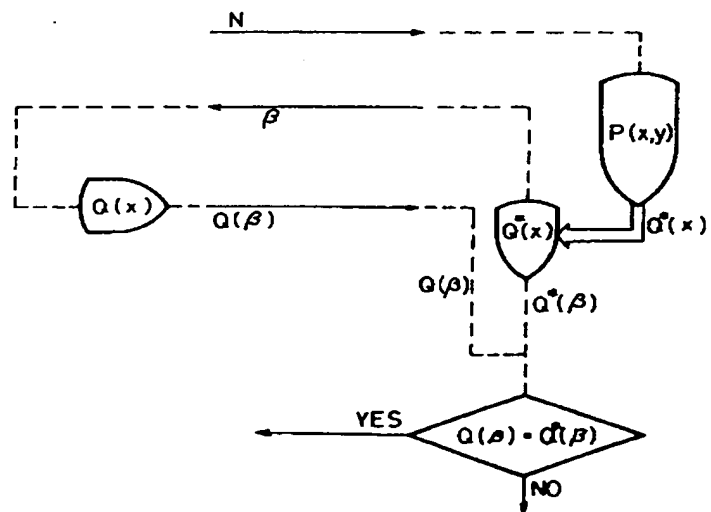 N
P(x,y)
β
Q(x)
Q(β)
Q*(x)
Q*(x)
Q(β)
Q*(β)
YES
Q(β) = Q*(β)
NO